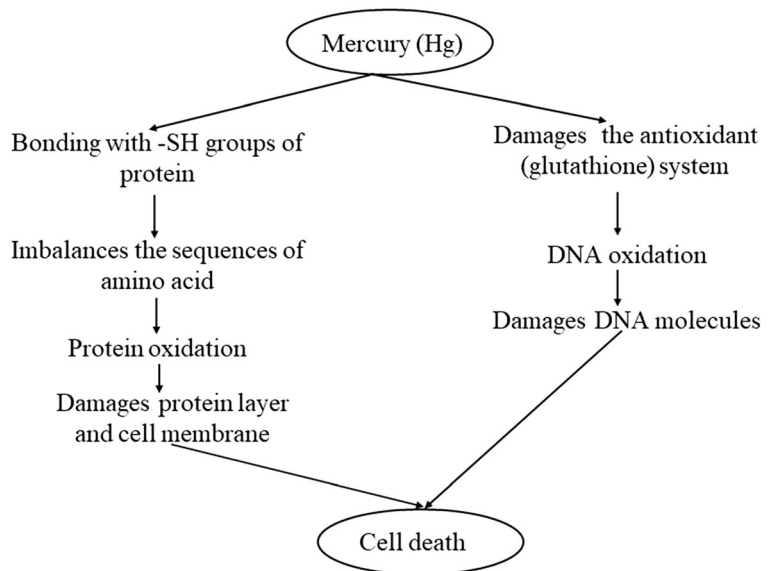 Mercury (Hg)
Bonding with -SH groups of
protein
Imbalances the sequences of
amino acid
Protein oxidation
Damages protein layer
and cell membrane
Damages the antioxidant
(glutathione) system
DNA oxidation
Damages DNA molecules
Cell death